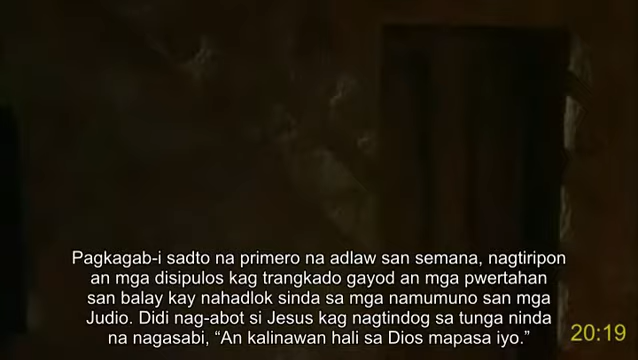 Pagkagab-i sadto na primero na adlaw san semana, nagtiripon
an mga disipulos kag trangkado gayod an mga pwertahan
san balay kay nahadlok sinda sa mga namumuno san mga
Judio. Didi nag-abot si Jesus kag nagtindog sa tunga ninda
na nagasabi, “An kalinawan hali sa Dios mapasa iyo.”
20:19